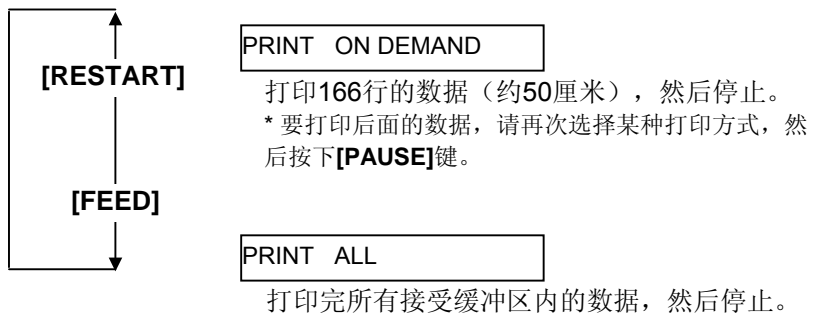 PRINT ON DEMAND
[RESTART]
打印166行的数据（约50厘米），然后停止。
* 要打印后面的数据，请再次选择某种打印方式，然
后按下[PAUSE]键。
[FEED]
PRINT ALL
打印完所有接受缓冲区内的数据，然后停止。